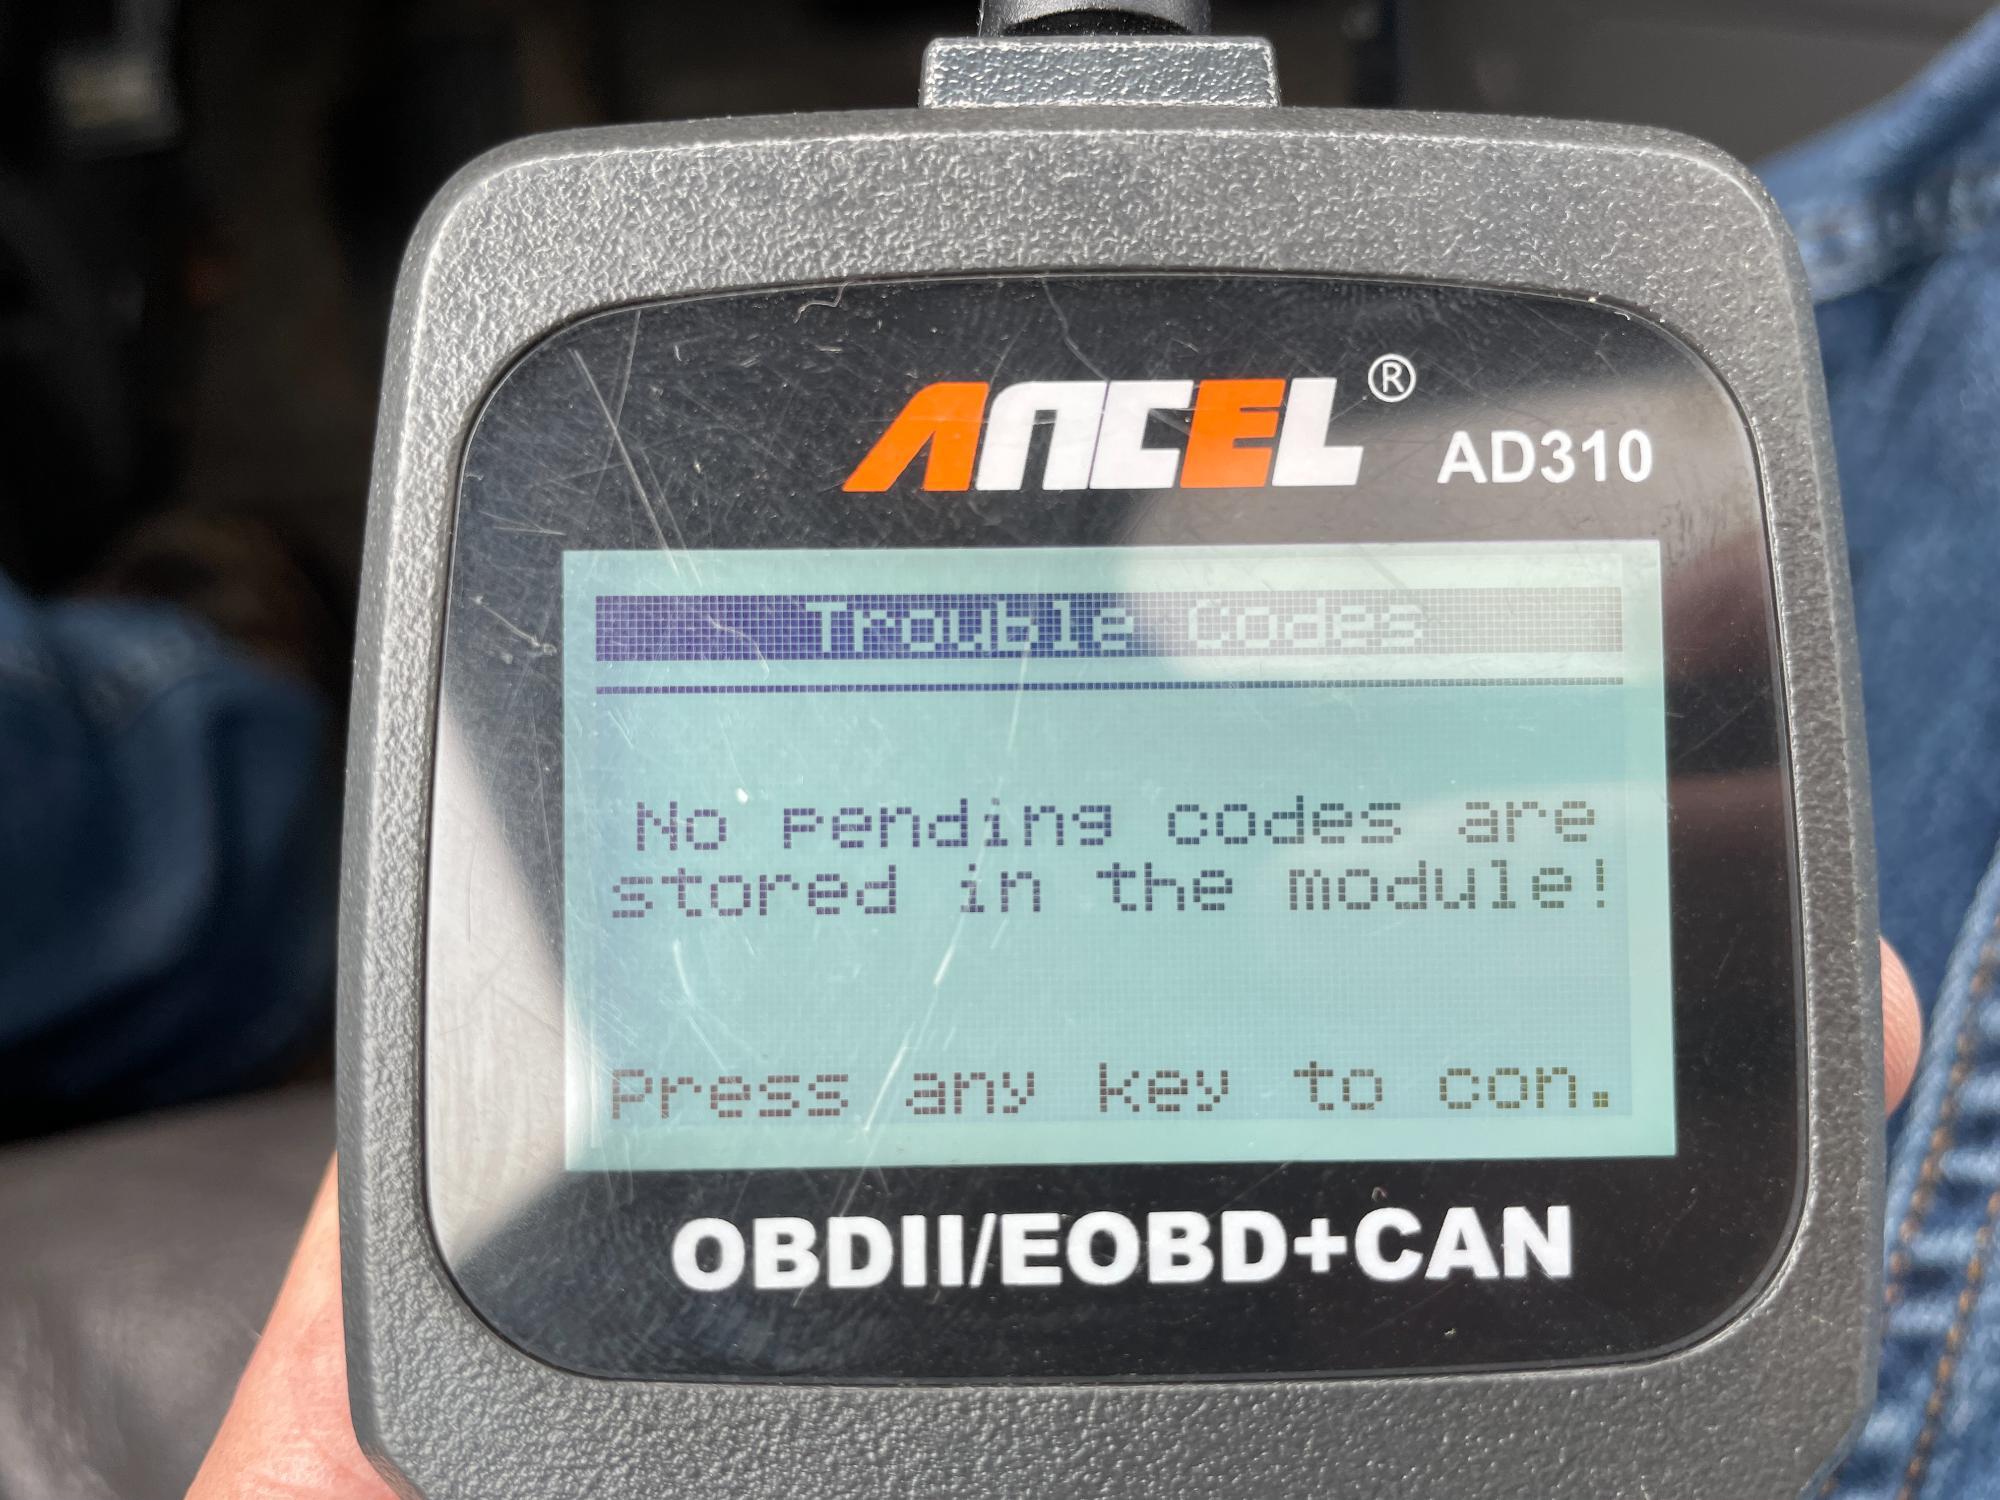 ANCEL®
AD310
Trouble Codes
No pending codes are
stored in the module!
Press any key to con.
OBDII/EOBD+CAN